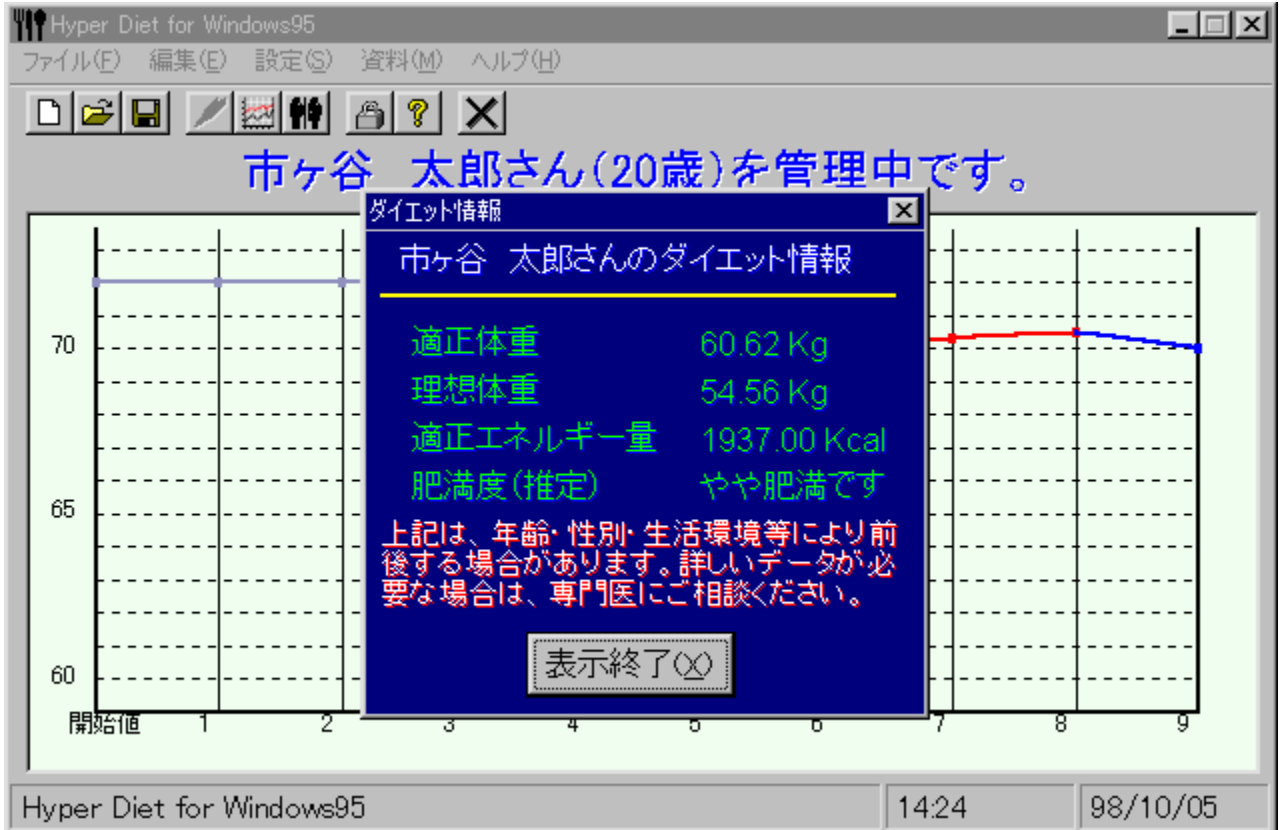 Hyper Diet for Windows95
ファイル(F) 編集(E) 設定(S) 資料(M) ヘルプ(H)
市ヶ谷 太郎さん(20歳)を管理中です。
ダイエット情報
市ヶ谷 太郎さんのダイエット情報
適正体重 60.62 Kg
理想体重 54.56 Kg
適正エネルギー量 1937.00 Kcal
肥満度(推定) やや肥満です
上記は、年齢・性別・生活環境等により前
後する場合があります。詳しいデータが必
要な場合は、専門医にご相談ください。
表示終了(X)
70
65
60
開始値 1 2 3 4 5 6 7 8 9
Hyper Diet for Windows95 14:24 98/10/05